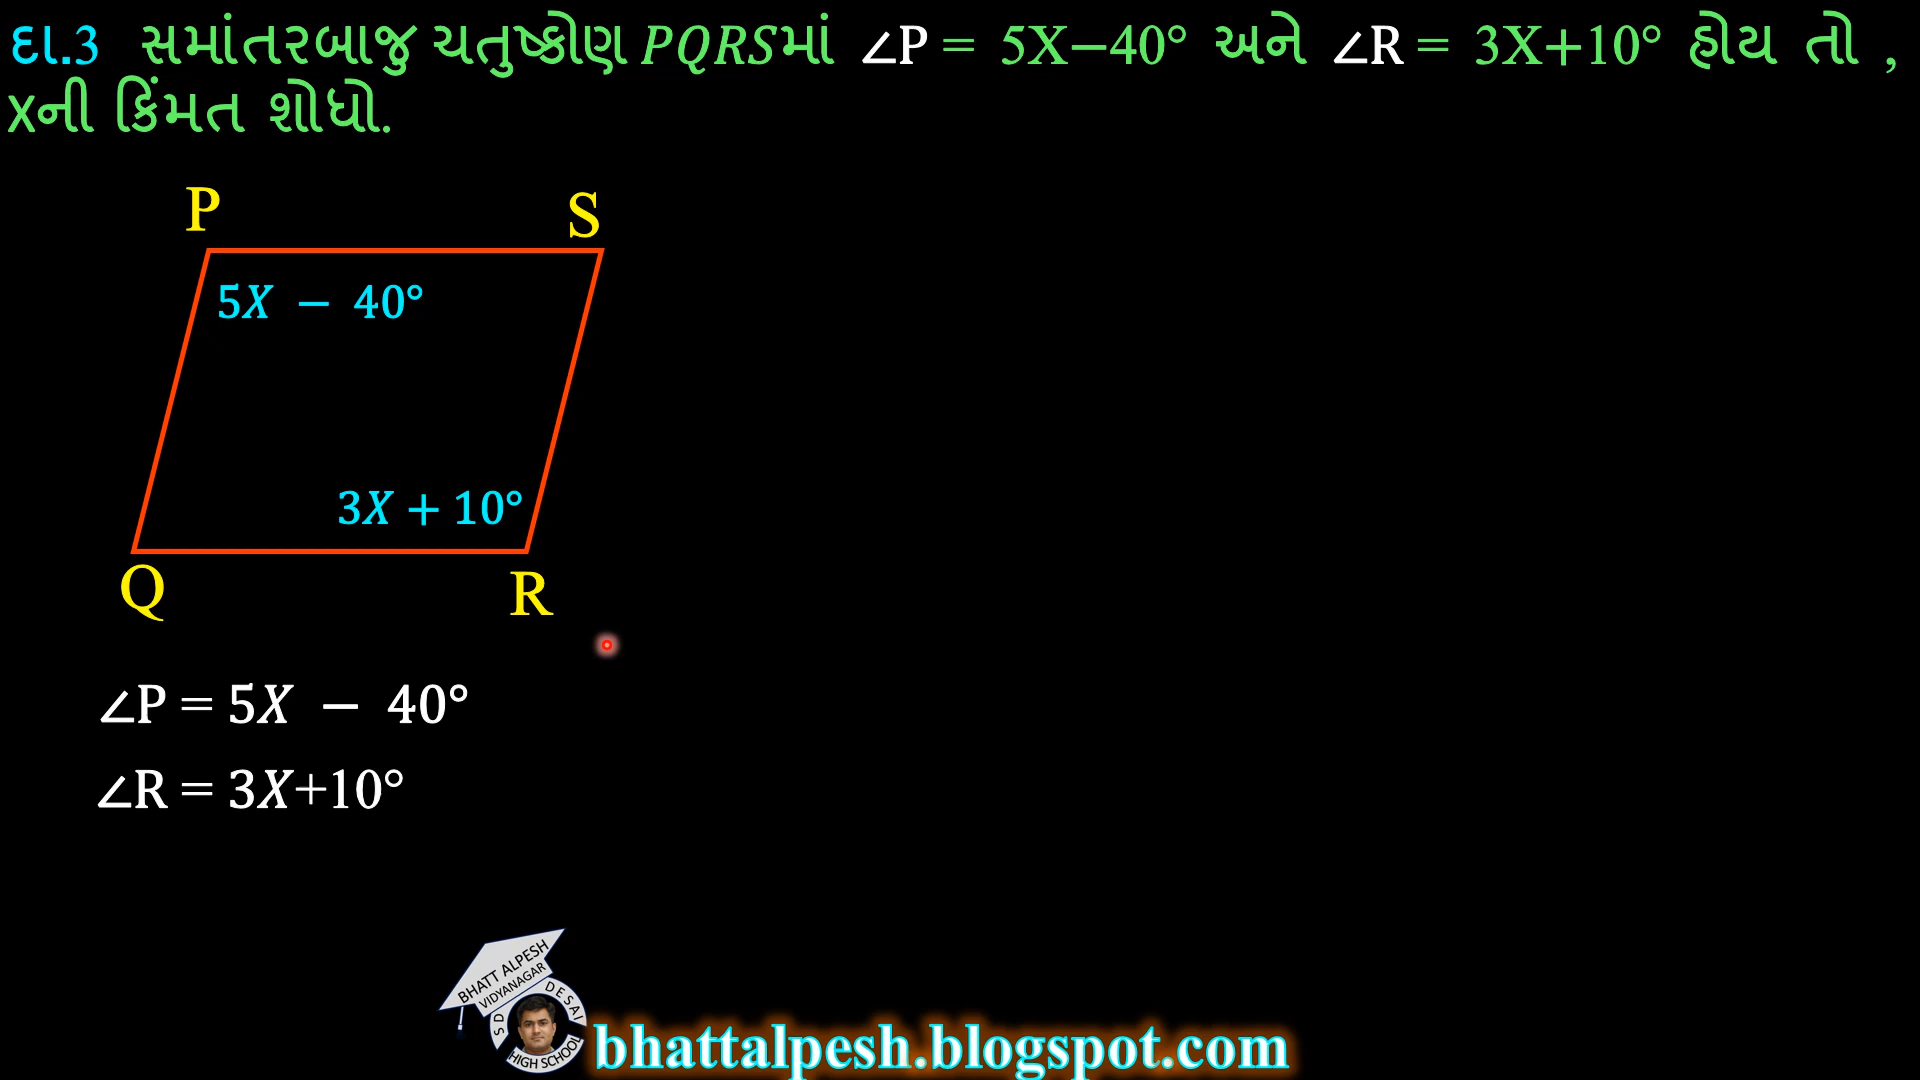 દા.3 સમાંતરબાજુ ચતુષ્કોણ PQRSમાં ∠P = 5X−40° અને ∠R = 3X+10° હોય તો ,
Xની કિંમત શોધો.
P S
5X − 40°
3X + 10°
Q R
∠P = 5X − 40°
∠R = 3X+10°
BHATT ALPESH
VIDYANAGAR
SD DESAI
HIGH SCHOOL
bhattalpesh.blogspot.com